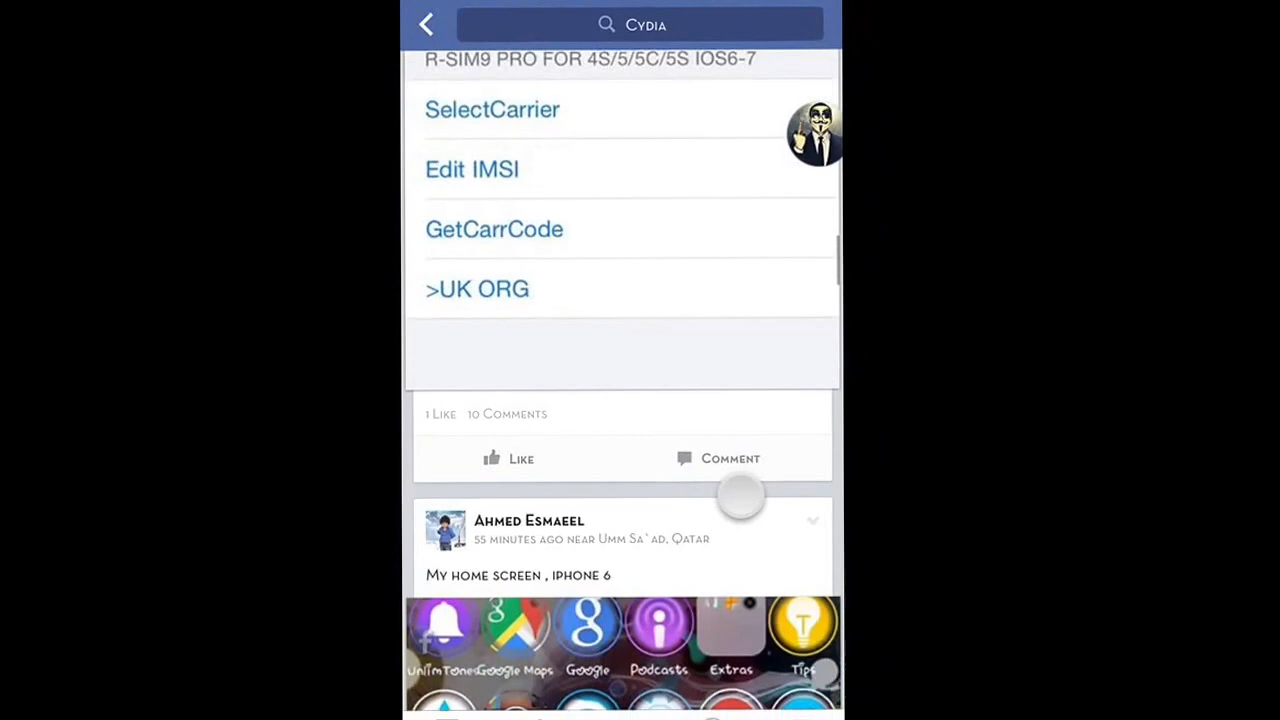 Cydia
R-SIM9 PRO FOR 4S/5/5C/5S IOS6-7
SelectCarrier
Edit IMSI
GetCarrCode
>UK ORG
1 Like 10 Comments
Like Comment
Ahmed Esmaeel
55 minutes ago near Umm Sa`ad, Qatar
My home screen , iphone 6
UnlimTones Google Maps Google Podcasts Extras Tips